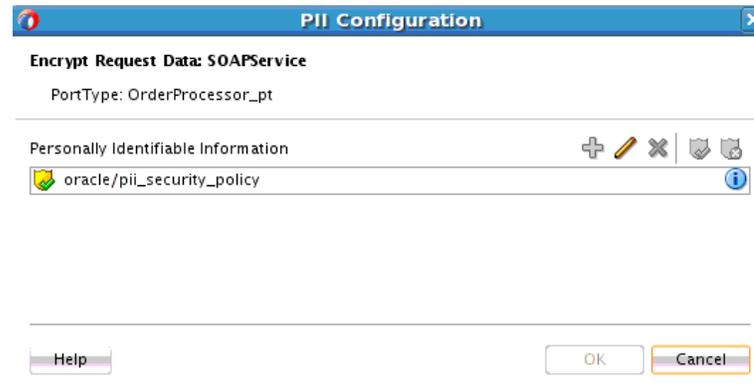 PII Configuration
Encrypt Request Data: SOAPService
PortType: OrderProcessor_pt
Personally Identifiable Information
oracle/pii_security_policy
Help
OK
Cancel